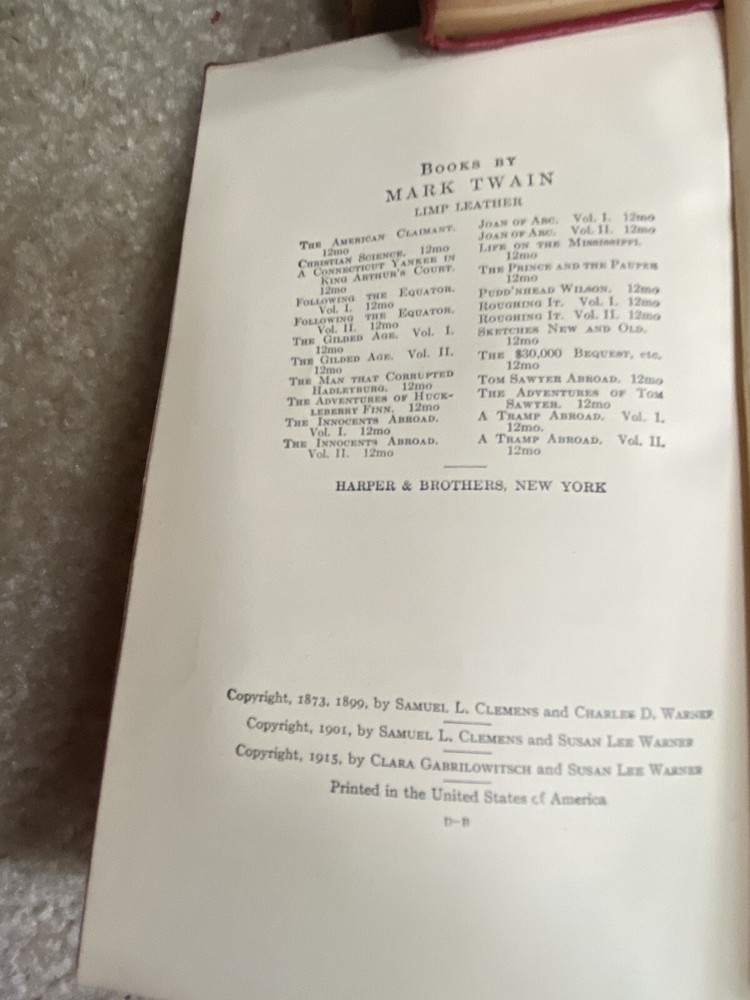 BOOKS BY
MARK TWAIN
LIMP LEATHER
THE AMERICAN CLAIMANT.
12mo
CHRISTIAN SCIENCE. 12mo
A CONNECTICUT YANKEE IN
KING ARTHUR'S COURT.
12mo
FOLLOWING THE EQUATOR.
Vol. I. 12mo
FOLLOWING THE EQUATOR.
Vol. II. 12mo
THE GILDED AGE. Vol. I.
12mo
THE GILDED AGE. Vol. II.
12mo
THE MAN THAT CORRUPTED
HADLEYBURG. 12mo
THE ADVENTURES OF HUCK-
LEBERRY FINN. 12mo
THE INNOCENTS ABROAD.
Vol. I. 12mo
THE INNOCENTS ABROAD.
Vol. II. 12mo
JOAN OF ARC. Vol. I. 12mo
JOAN OF ARC. Vol. II. 12mo
LIFE ON THE MISSISSIPPI.
12mo
THE PRINCE AND THE PAUPER
12mo
PUDD'NHEAD WILSON. 12mo
ROUGHING IT. Vol. I. 12mo
ROUGHING IT. Vol. II. 12mo
SKETCHES NEW AND OLD.
12mo
THE $30,000 BEQUEST, etc.
12mo
TOM SAWYER ABROAD. 12mo
THE ADVENTURES OF TOM
SAWYER. 12mo
A TRAMP ABROAD. Vol. I.
12mo.
A TRAMP ABROAD. Vol. II.
12mo
HARPER & BROTHERS, NEW YORK
Copyright, 1873, 1899, by SAMUEL L. CLEMENS and CHARLES D. WARNER
Copyright, 1901, by SAMUEL L. CLEMENS and SUSAN LEE WARNER
Copyright, 1915, by CLARA GABRILOWITSCH and SUSAN LEE WARNER
Printed in the United States of America
D-B